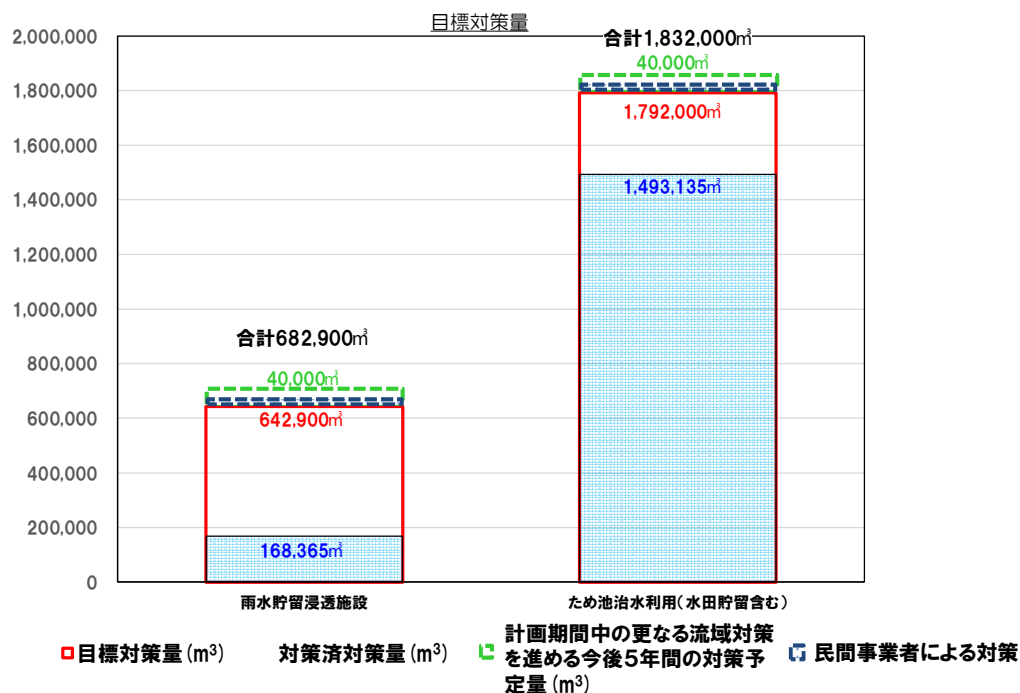 目標対策量
2,000,000
1,800,000
1,600,000
1,400,000
1,200,000
1,000,000
800,000
600,000
400,000
200,000
0
合計1,832,000㎥
40,000㎥
1,792,000㎥
1,493,135㎥
合計682,900㎥
40,000㎥
642,900㎥
168,365㎥
雨水貯留浸透施設
ため池治水利用（水田貯留含む）
目標対策量(m³)
対策済対策量(m³)
計画期間中の更なる流域対策
を進める今後5年間の対策予
定量(m³)
民間事業者による対策